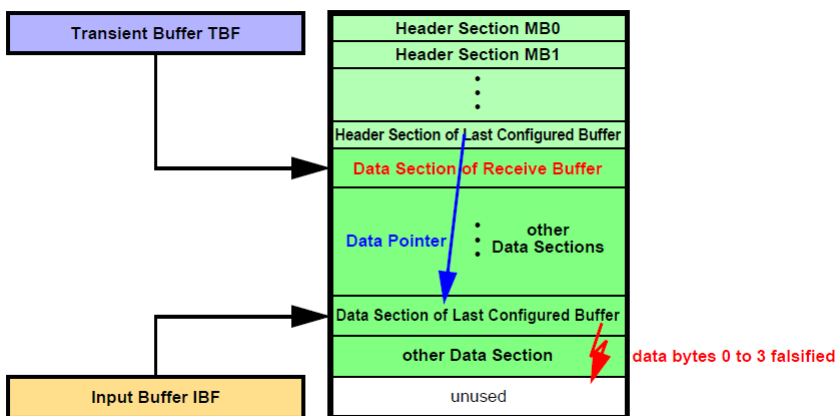 Transient Buffer TBF
Header Section MB0
Header Section MB1
Header Section of Last Configured Buffer
Data Section of Receive Buffer
Data Pointer
other
Data Sections
Data Section of Last Configured Buffer
other Data Section
data bytes 0 to 3 falsified
Input Buffer IBF
unused